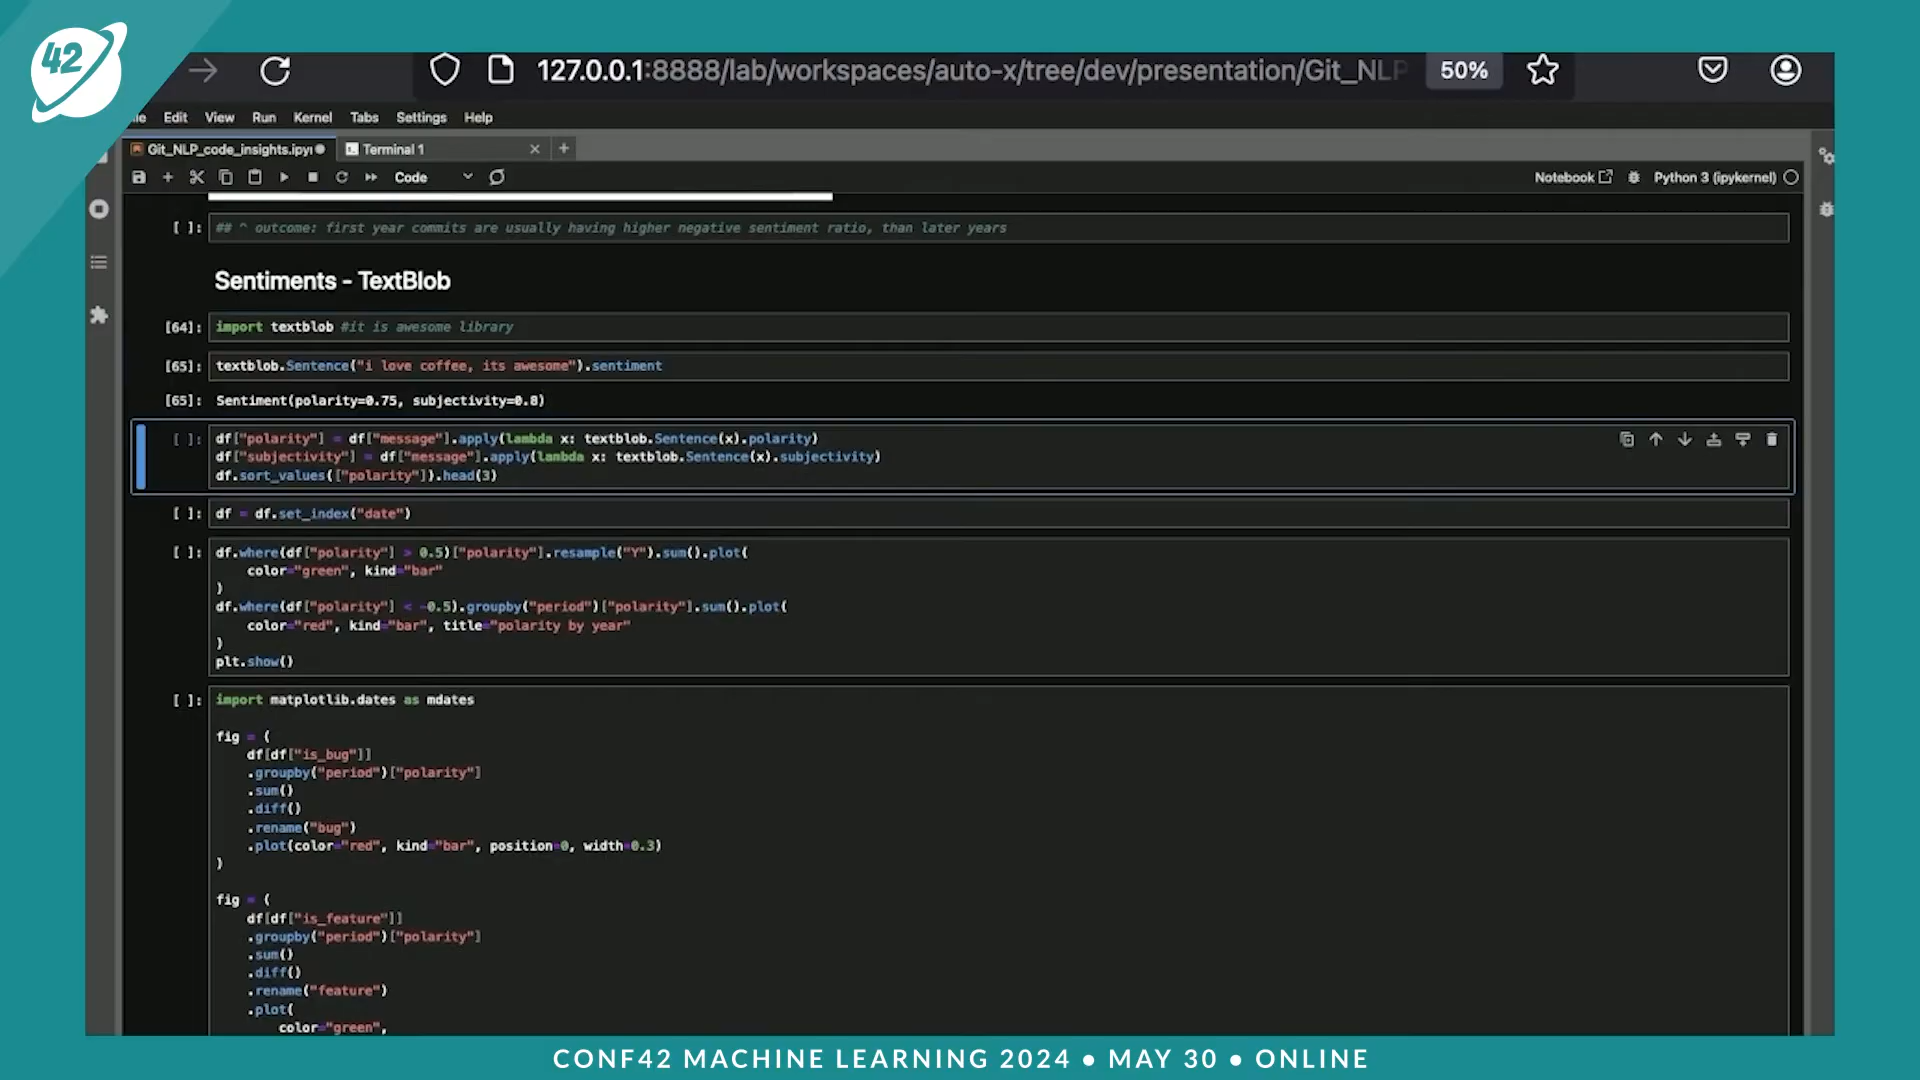 42
127.0.0.1:8888/lab/workspaces/auto-x/tree/dev/presentation/Git_NLP
50%
Edit View Run Kernel Tabs Settings Help
Git_NLP_code_insights.ipy
Terminal 1
Code
Notebook
Python 3 (ipykernel)
[ ]: ## ^ outcome: first year commits are usually having higher negative sentiment ratio, than later years
Sentiments - TextBlob
[64]: import textblob #it is awesome library
[65]: textblob.Sentence("i love coffee, its awesome").sentiment
[65]: Sentiment(polarity=0.75, subjectivity=0.8)
[ ]: df["polarity"] = df["message"].apply(lambda x: textblob.Sentence(x).polarity)
df["subjectivity"] = df["message"].apply(lambda x: textblob.Sentence(x).subjectivity)
df.sort_values(["polarity"]).head(3)
[ ]: df = df.set_index("date")
[ ]: df.where(df["polarity"] > 0.5)["polarity"].resample("Y").sum().plot(
color="green", kind="bar"
)
df.where(df["polarity"] < -0.5).groupby("period")["polarity"].sum().plot(
color="red", kind="bar", title="polarity by year"
)
plt.show()
[ ]: import matplotlib.dates as mdates
fig = (
df[df["is_bug"]]
.groupby("period")["polarity"]
.sum()
.diff()
.rename("bug")
.plot(color="red", kind="bar", position=0, width=0.3)
)
fig = (
df[df["is_feature"]]
.groupby("period")["polarity"]
.sum()
.diff()
.rename("feature")
.plot(
color="green",
CONF42 MACHINE LEARNING 2024 • MAY 30 • ONLINE